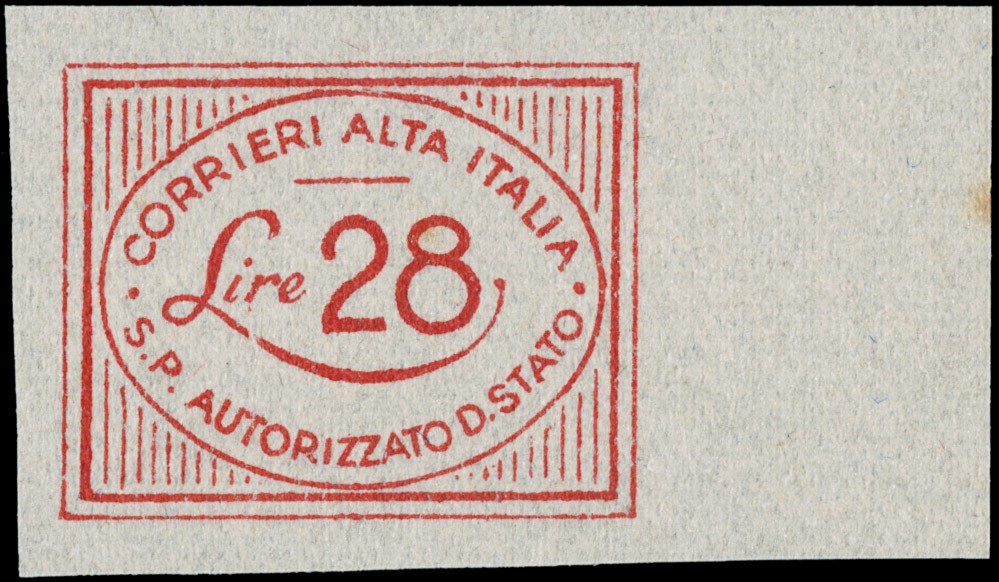 CORRIERI ALTA ITALIA
Lire 28
S.P. AUTORIZZATO D. STATO